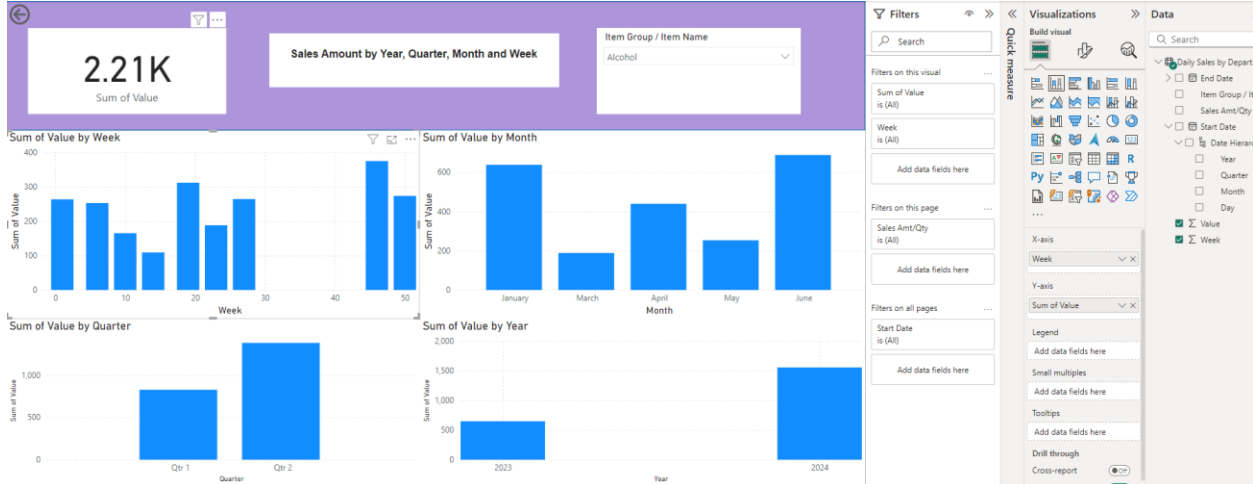 2.21K
Sum of Value
Sales Amount by Year, Quarter, Month and Week
Item Group / Item Name
Alcohol
Sum of Value by Week
Sum of Value
400
300
200
100
0
0 10 20 30 40 50
Week
Sum of Value by Month
Sum of Value
600
400
200
0
January March April May June
Month
Sum of Value by Quarter
Sum of Value
1,000
500
0
Qtr 1 Qtr 2
Quarter
Sum of Value by Year
Sum of Value
2,000
1,500
1,000
500
0
2023 2024
Year
Filters
Search
Filters on this visual
Sum of Value
is (All)
Week
is (All)
Add data fields here
Filters on this page
Sales Amt/Qty
is (All)
Add data fields here
Filters on all pages
Start Date
is (All)
Add data fields here
Quick measure
Visualizations
Build visual
R
Py
X-axis
Week
Y-axis
Sum of Value
Legend
Add data fields here
Small multiples
Add data fields here
Tooltips
Add data fields here
Drill through
Cross-report
Off
Data
Search
Daily Sales by Depart
End Date
Item Group / It
Sales Amt/Qty
Start Date
Date Hierarc
Year
Quarter
Month
Day
Value
Week